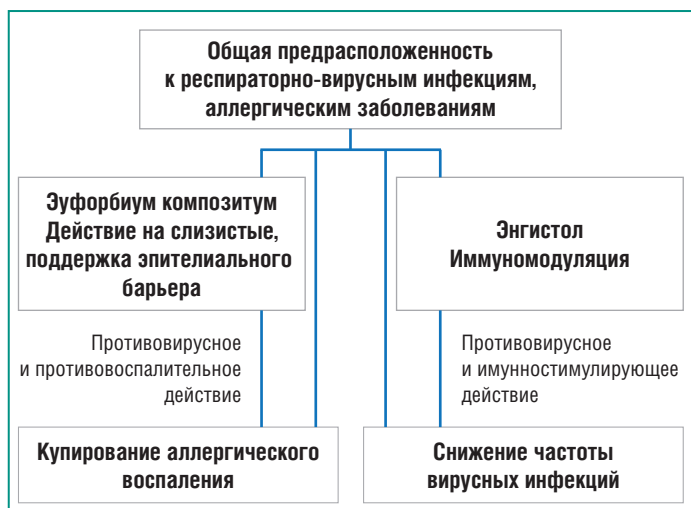 Общая предрасположенность
к респираторно-вирусным инфекциям,
аллергическим заболеваниям
Эуфорбиум композитум
Действие на слизистые,
поддержка эпителиального
барьера
Энгистол
Иммуномодуляция
Противовирусное
и противовоспалительное
действие
Противовирусное
и имунностимулирующее
действие
Купирование аллергического
воспаления
Снижение частоты
вирусных инфекций